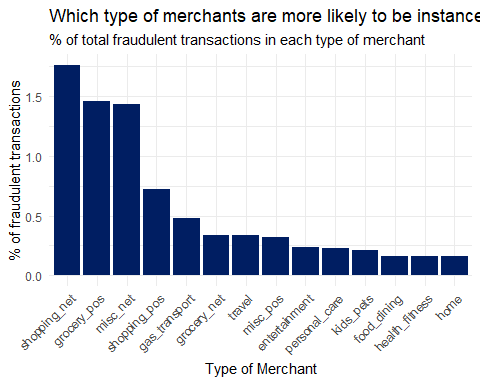 Which type of merchants are more likely to be instance
% of total fraudulent transactions in each type of merchant
% of fraudulent transactions
1.5
1.0
0.5
0.0
shopping_net
grocery_pos
misc_net
shopping_pos
gas_transport
grocery_net
travel
misc_pos
entertainment
personal_care
kids_pets
food_dining
health_fitness
home
Type of Merchant